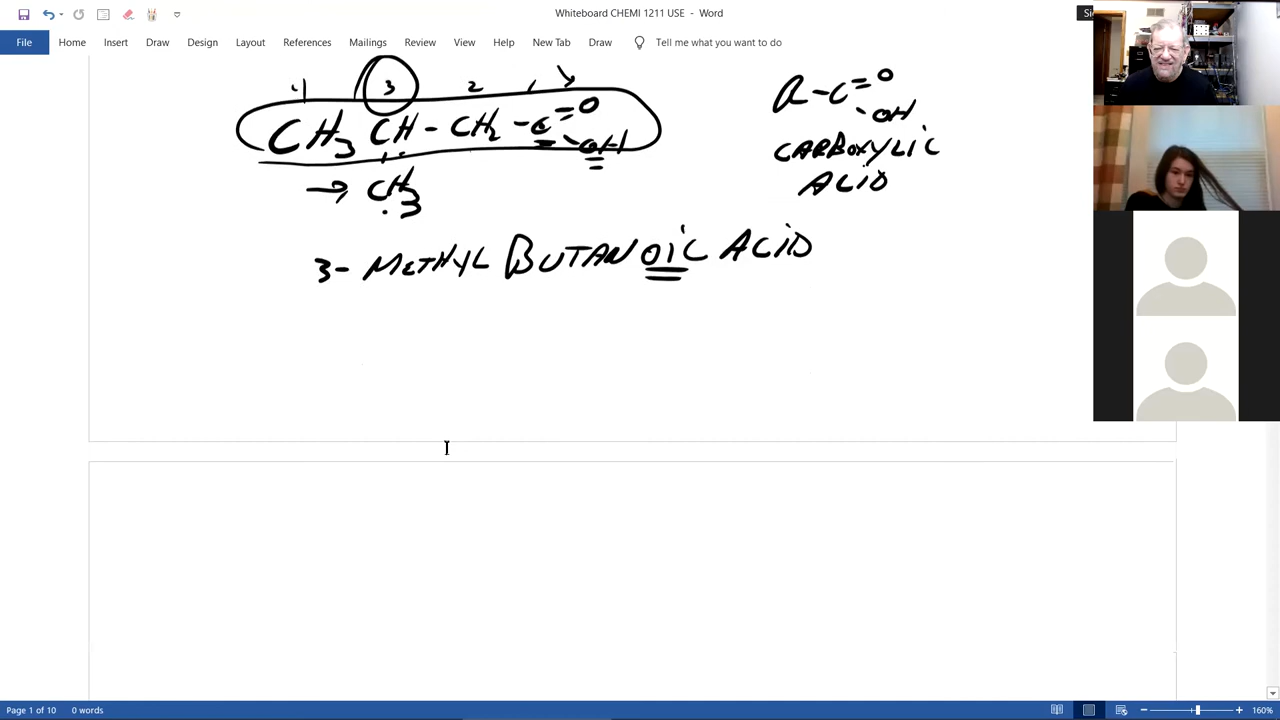 Whiteboard CHEMI 1211 USE - Word
File Home Insert Draw Design Layout References Mailings Review View Help New Tab Draw Tell me what you want to do
4 3 2 1
CH3 CH - CH2 - C = O
- OH
CH3
R - C = O
- OH
CARBOXYLIC
ACID
3- METHYL BUTANOIC ACID
Page 1 of 10 0 words
160%